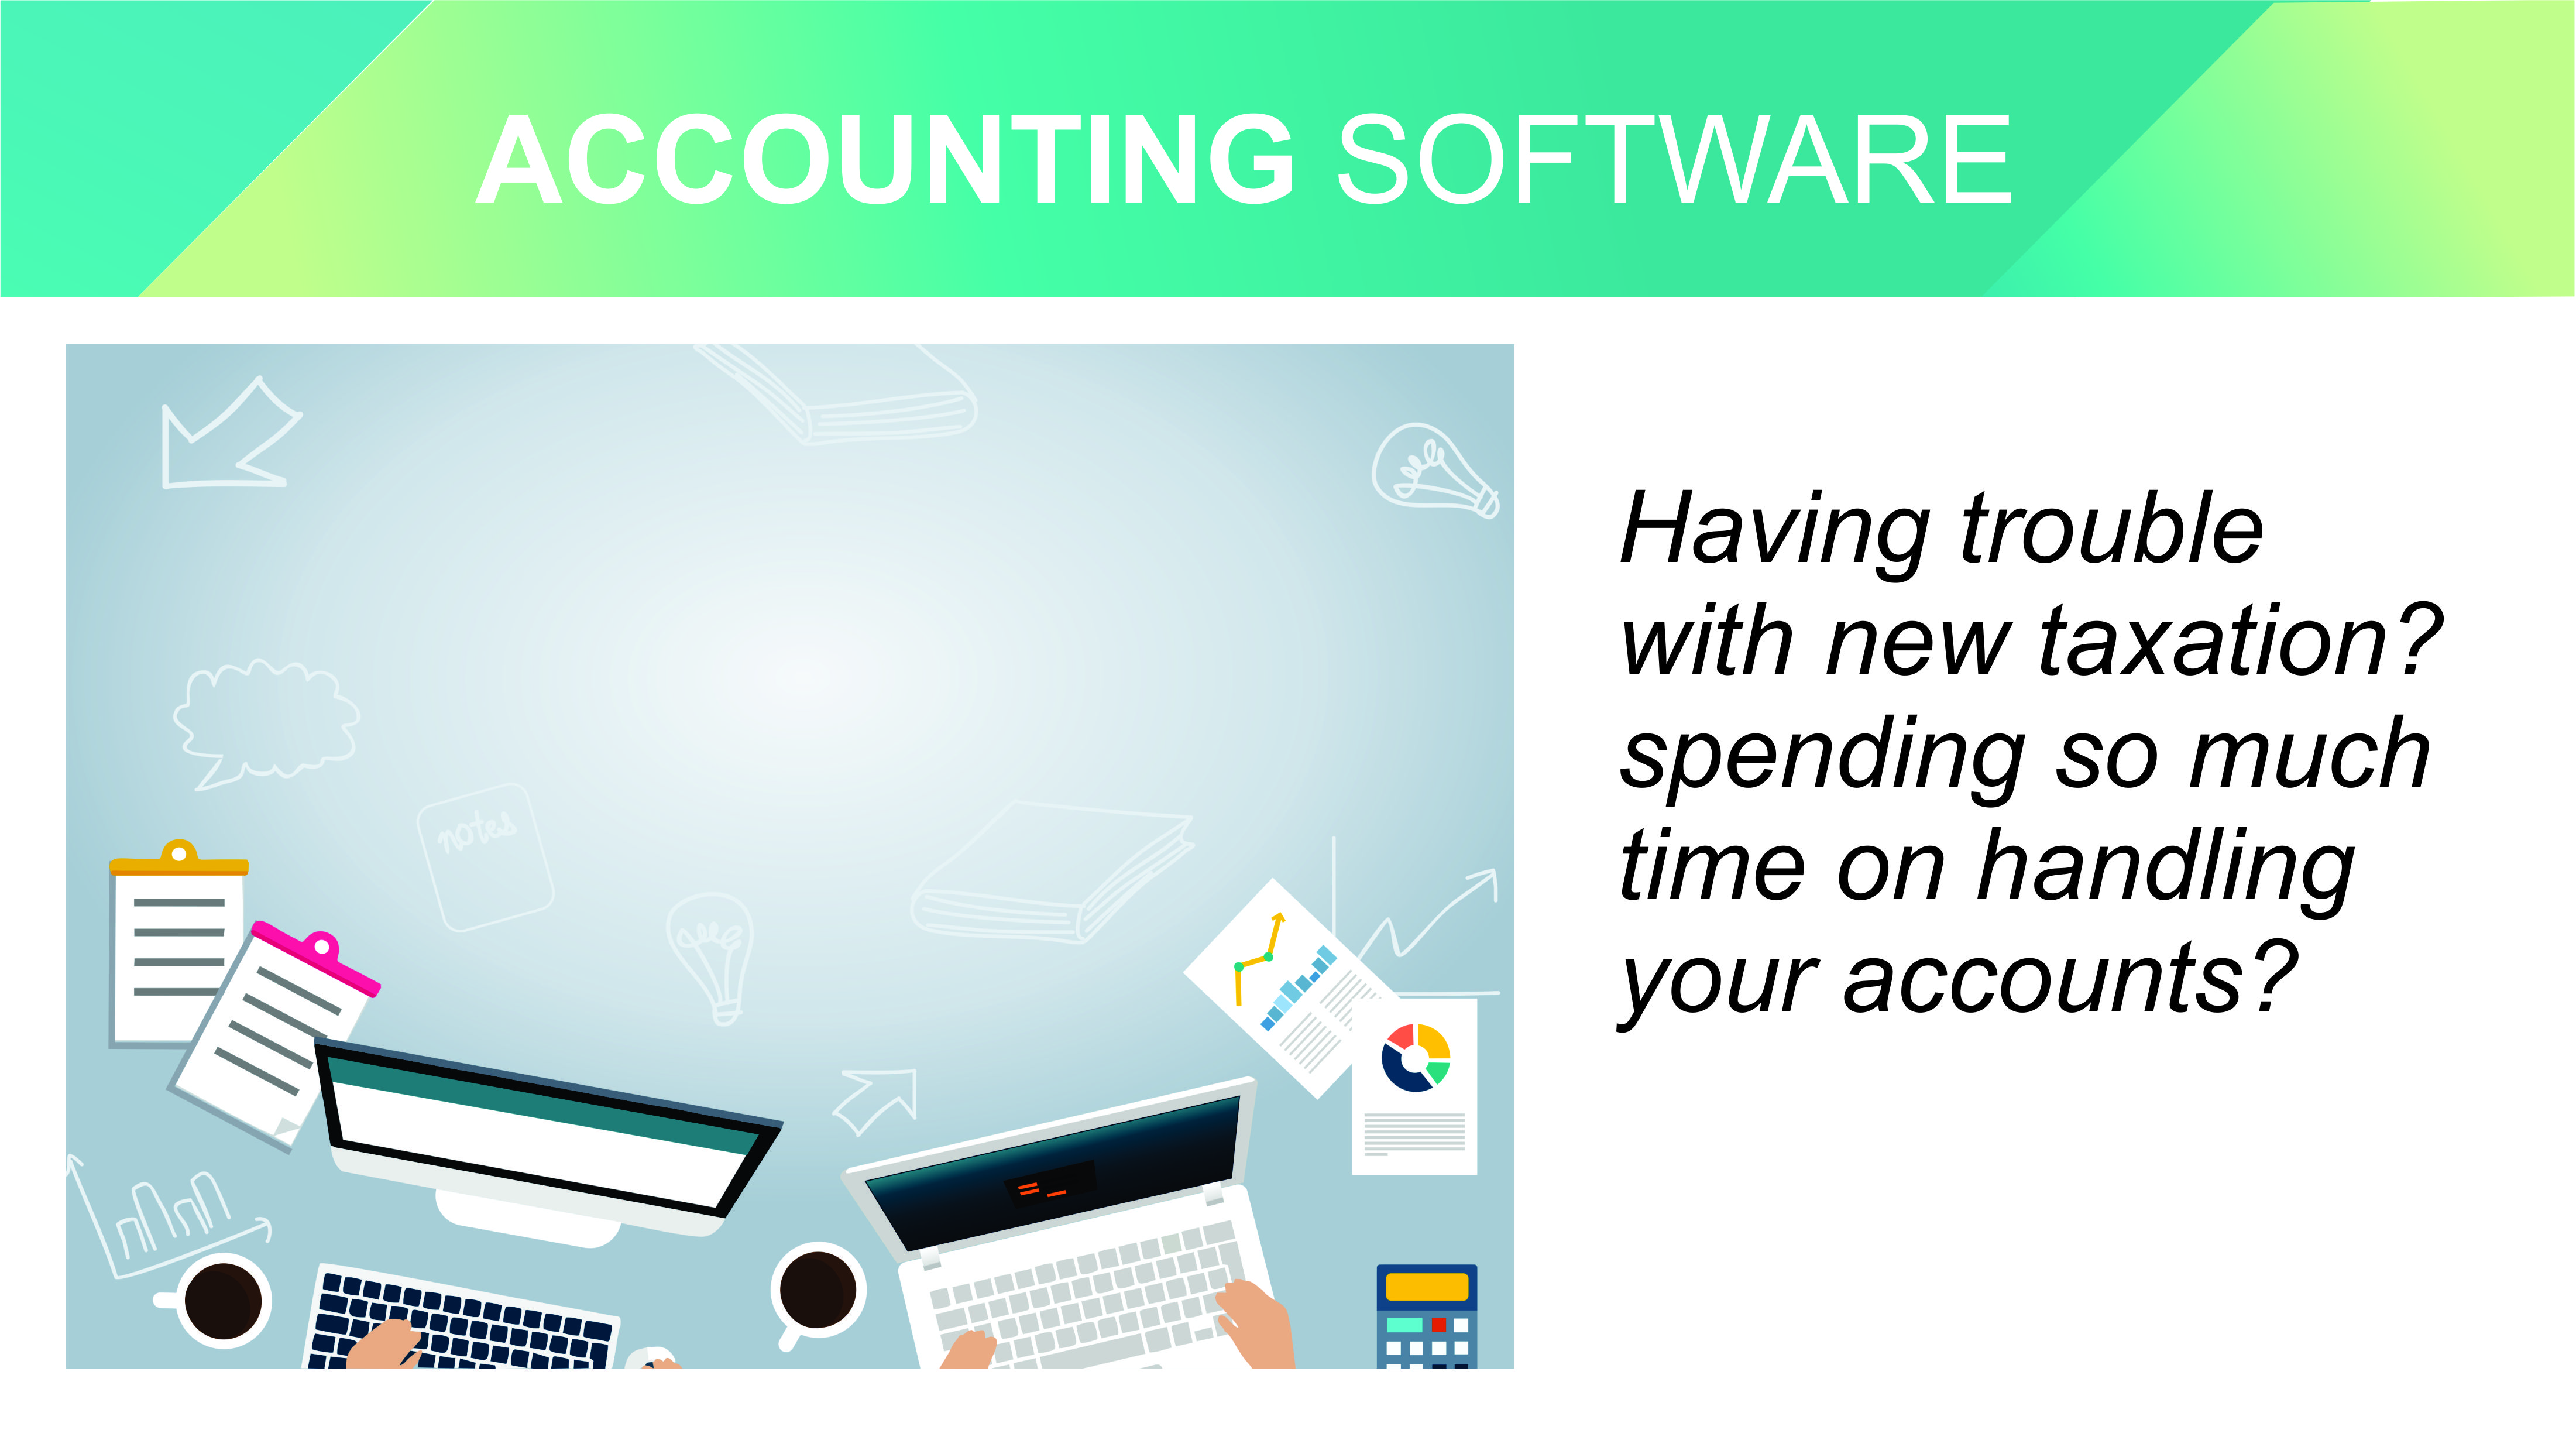 ACCOUNTING SOFTWARE
notes
Having trouble
with new taxation?
spending so much
time on handling
your accounts?